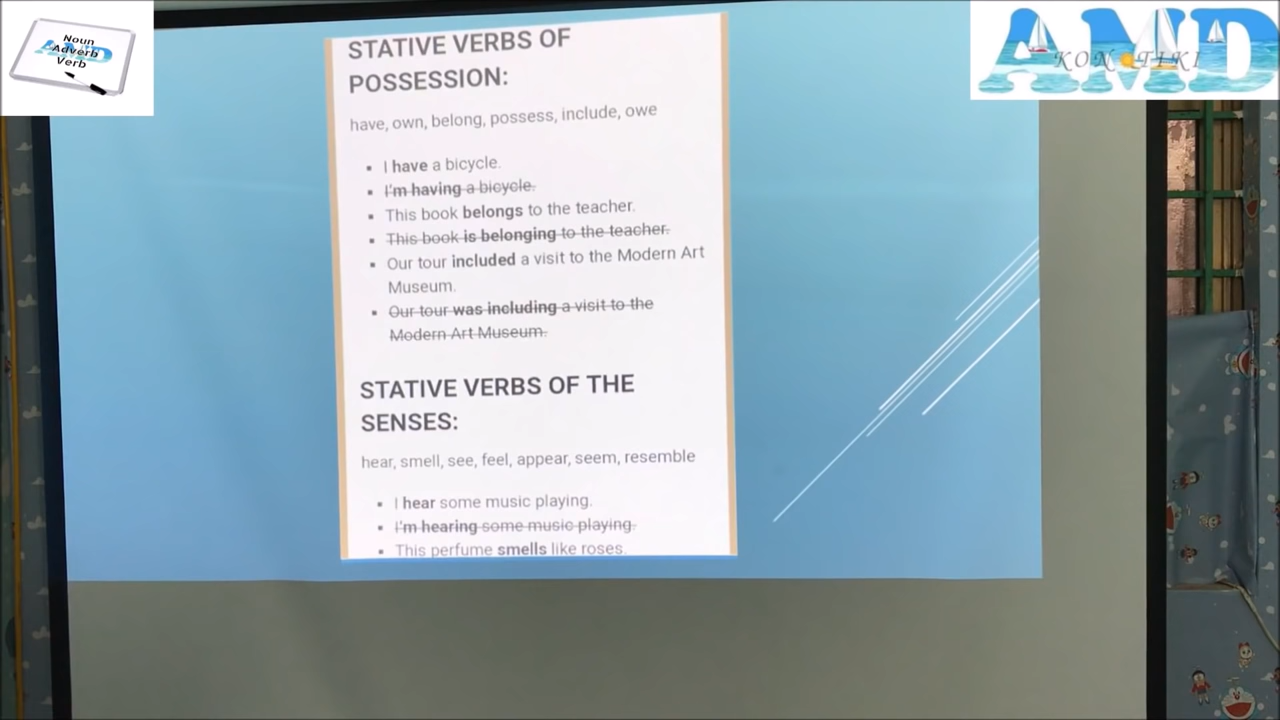 Noun
Adverb
Verb
AMD
AMD
KON TIKI
STATIVE VERBS OF
POSSESSION:
have, own, belong, possess, include, owe
▪ I have a bicycle.
▪ I'm having a bicycle.
▪ This book belongs to the teacher.
▪ This book is belonging to the teacher.
▪ Our tour included a visit to the Modern Art
Museum.
▪ Our tour was including a visit to the
Modern Art Museum.
STATIVE VERBS OF THE
SENSES:
hear, smell, see, feel, appear, seem, resemble
▪ I hear some music playing.
▪ I'm hearing some music playing.
▪ This perfume smells like roses.